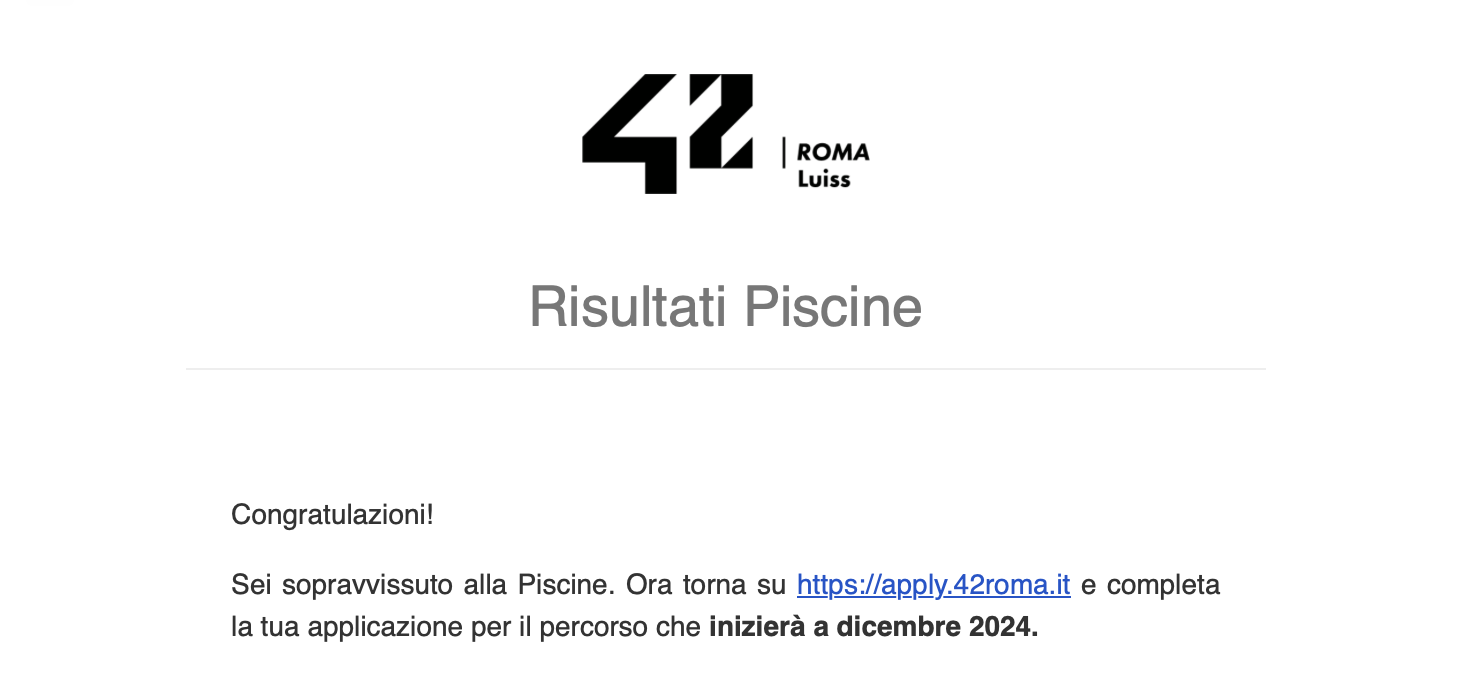 42
ROMA
Luiss
Risultati Piscine
Congratulazioni!
Sei sopravvissuto alla Piscine. Ora torna su https://apply.42roma.it e completa
la tua applicazione per il percorso che inizierà a dicembre 2024.